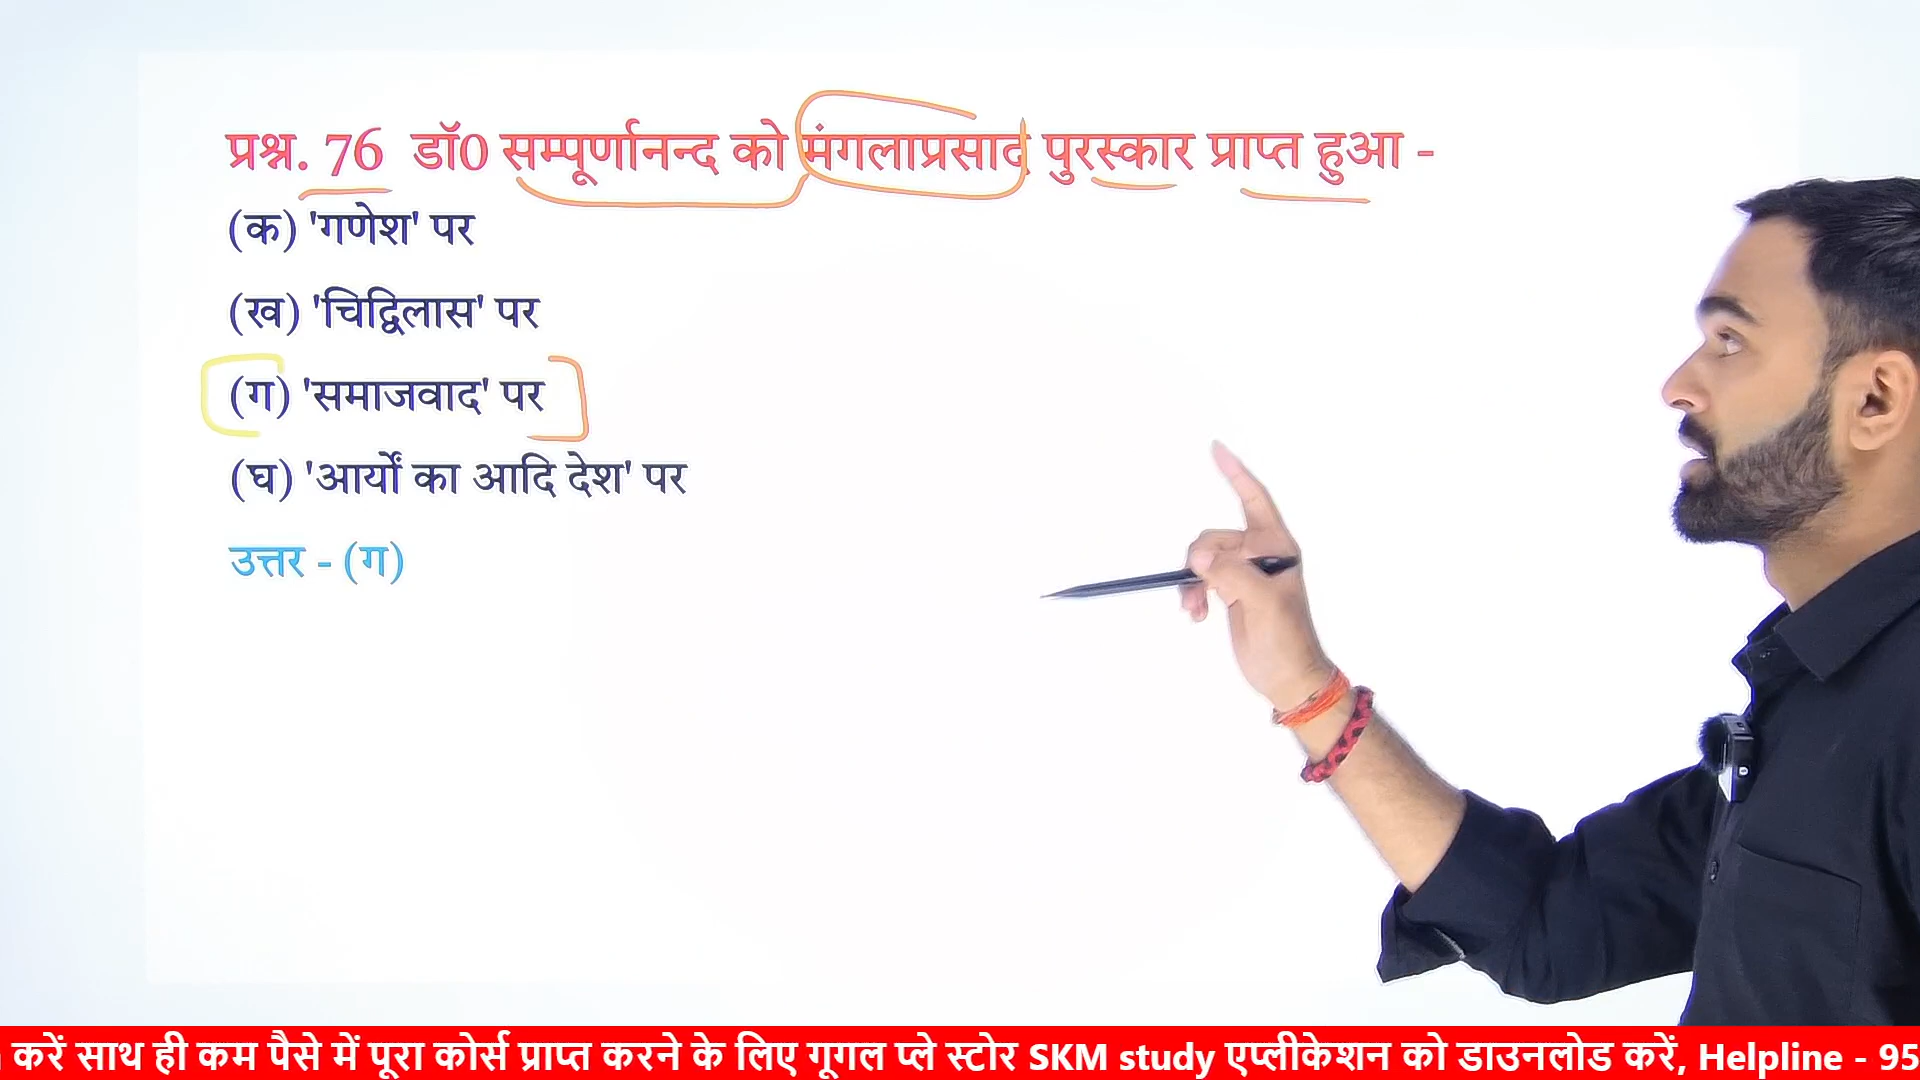 प्रश्न. 76 डॉ0 सम्पूर्णानन्द को मंगलाप्रसाद पुरस्कार प्राप्त हुआ -
(क) 'गणेश' पर
(ख) 'चिद्विलास' पर
(ग) 'समाजवाद' पर
(घ) 'आर्यों का आदि देश' पर
उत्तर - (ग)
करें साथ ही कम पैसे में पूरा कोर्स प्राप्त करने के लिए गूगल प्ले स्टोर SKM study एप्लीकेशन को डाउनलोड करें, Helpline - 95